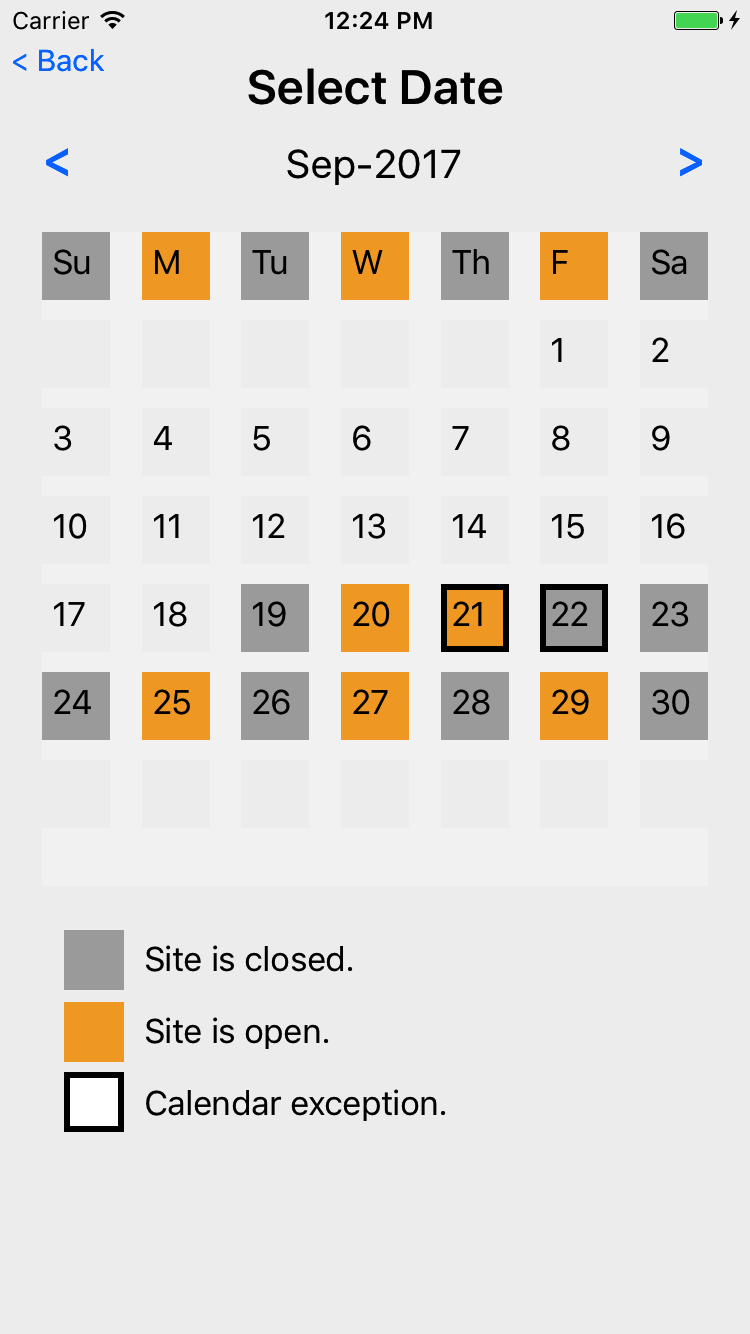 Carrier 12:24 PM
< Back
Select Date
< Sep-2017 >
Su M Tu W Th F Sa
1 2
3 4 5 6 7 8 9
10 11 12 13 14 15 16
17 18 19 20 21 22 23
24 25 26 27 28 29 30
Site is closed.
Site is open.
Calendar exception.